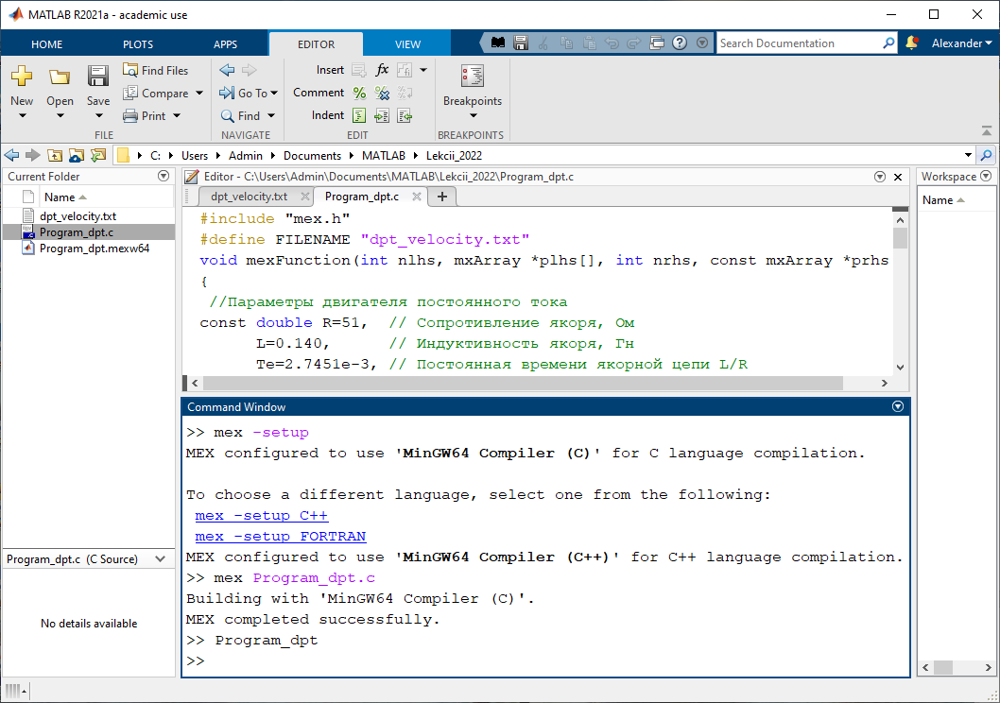 MATLAB R2021a - academic use
HOME PLOTS APPS EDITOR VIEW Search Documentation Alexander
New Open Save Find Files Compare Print
FILE
Go To Find
NAVIGATE
Insert fx
Comment %
Indent
EDIT
Breakpoints
BREAKPOINTS
C: Users Admin Documents MATLAB Lekcii_2022
Current Folder
Name
dpt_velocity.txt
Program_dpt.c
Program_dpt.mexw64
Program_dpt.c (C Source)
No details available
Editor - C:\Users\Admin\Documents\MATLAB\Lekcii_2022\Program_dpt.c
dpt_velocity.txt Program_dpt.c +
#include "mex.h"
#define FILENAME "dpt_velocity.txt"
void mexFunction(int nlhs, mxArray *plhs[], int nrhs, const mxArray *prhs
{
//Параметры двигателя постоянного тока
const double R=51, // Сопротивление якоря, Ом
L=0.140, // Индуктивность якоря, Гн
Te=2.7451e-3, // Постоянная времени якорной цепи L/R
Command Window
>> mex -setup
MEX configured to use 'MinGW64 Compiler (C)' for C language compilation.
To choose a different language, select one from the following:
mex -setup C++
mex -setup FORTRAN
MEX configured to use 'MinGW64 Compiler (C++)' for C++ language compilation.
>> mex Program_dpt.c
Building with 'MinGW64 Compiler (C)'.
MEX completed successfully.
>> Program_dpt
>>
Workspace
Name